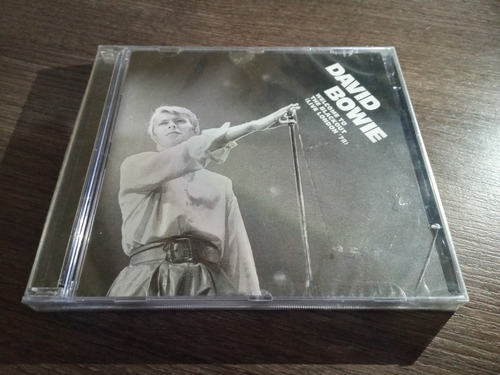 DAVID
BOWIE
WELCOME TO
THE BLACKOUT
(LIVE LONDON '78)